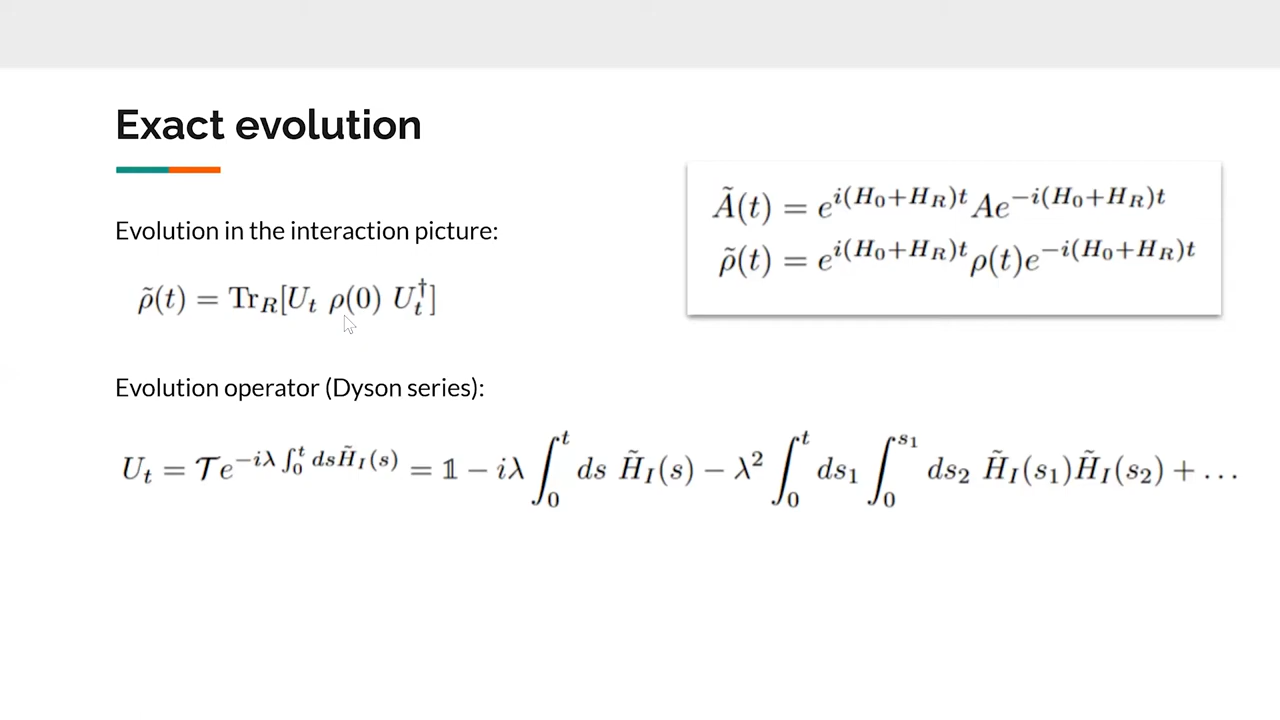 Exact evolution
Evolution in the interaction picture:
ρ̃(t) = Tr_R[U_t ρ(0) U_t^†]
Ã(t) = e^{i(H_0+H_R)t} A e^{-i(H_0+H_R)t}
ρ̃(t) = e^{i(H_0+H_R)t} ρ(t) e^{-i(H_0+H_R)t}
Evolution operator (Dyson series):
U_t = 𝒯e^{-iλ ∫_0^t ds H̃_I(s)} = 𝟙 − iλ ∫_0^t ds H̃_I(s) − λ^2 ∫_0^t ds_1 ∫_0^{s_1} ds_2 H̃_I(s_1)H̃_I(s_2) + …